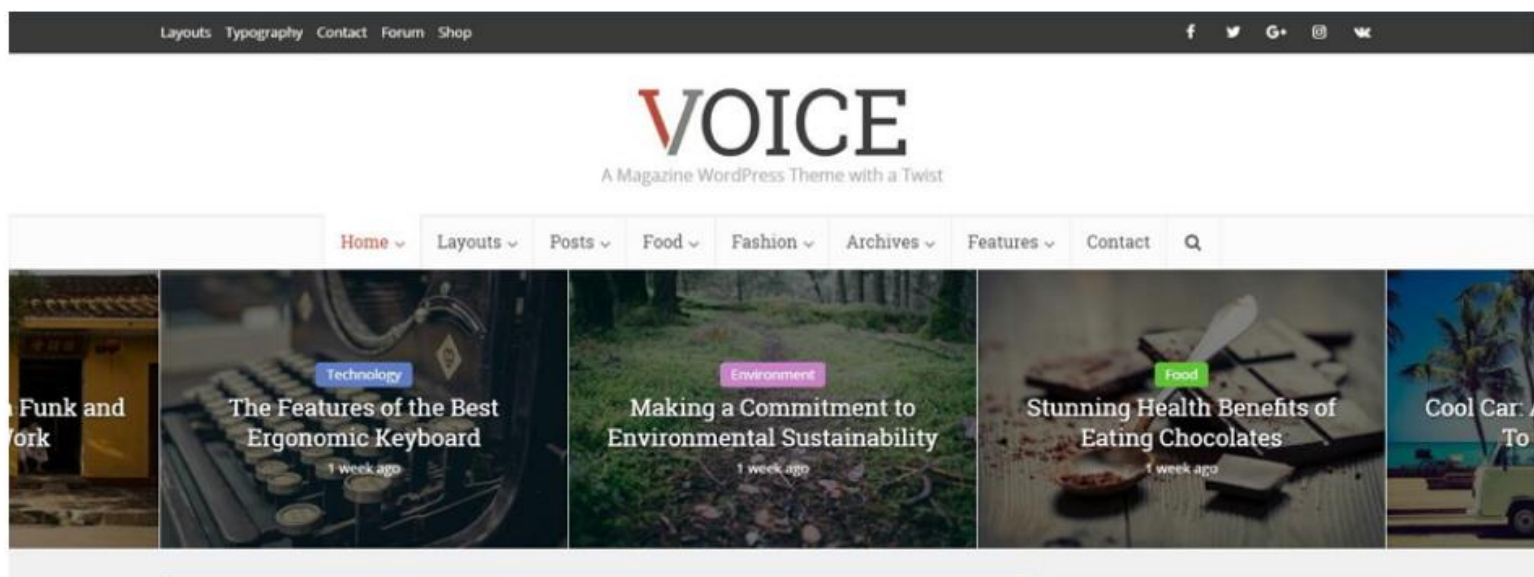 Layouts Typography Contact Forum Shop
VOICE
A Magazine WordPress Theme with a Twist
Home Layouts Posts Food Fashion Archives Features Contact
Funk and
Technology
The Features of the Best
Ergonomic Keyboard
1 week ago
Environment
Making a Commitment to
Environmental Sustainability
1 week ago
Food
Stunning Health Benefits of
Eating Chocolates
1 week ago
Cool Car:
To